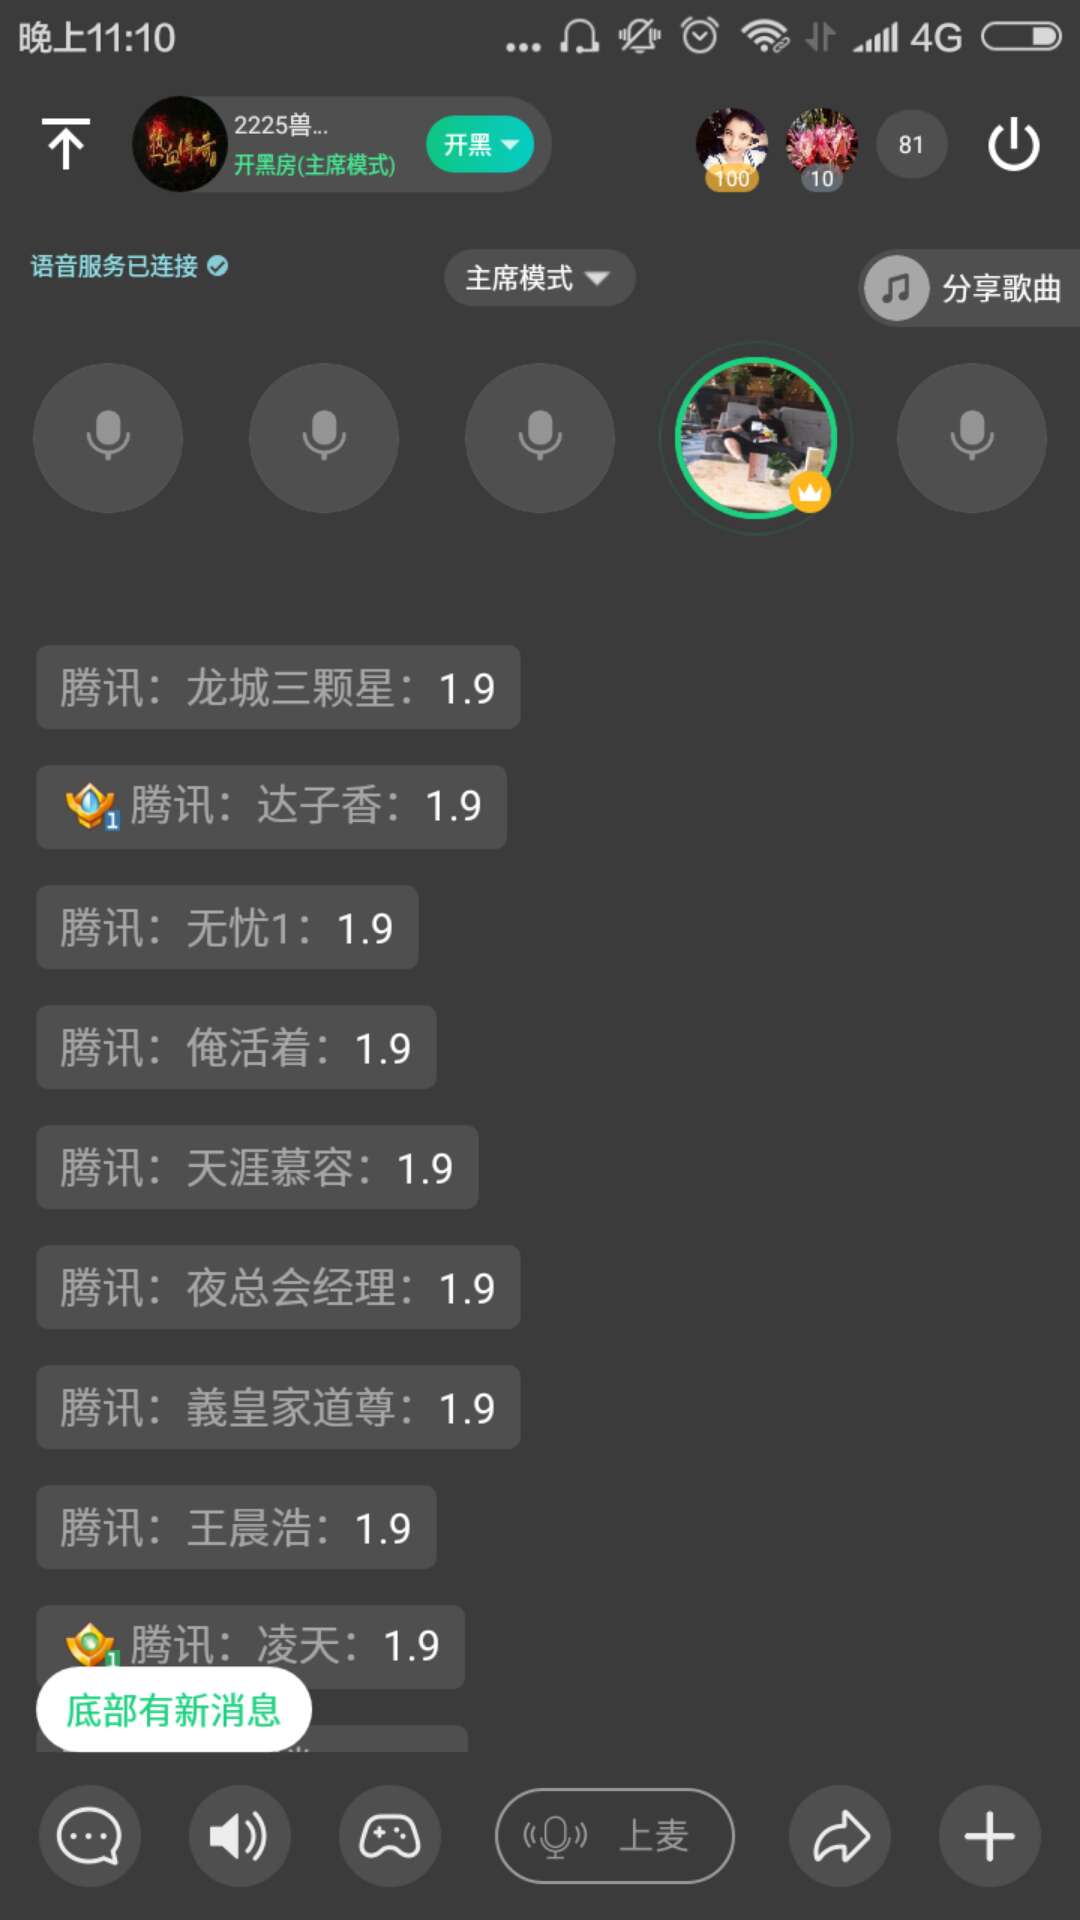 晚上11:10
... 4G
2225兽...
开黑房(主席模式)
开黑
100
10
81
语音服务已连接
主席模式
分享歌曲
腾讯：龙城三颗星：1.9
1 腾讯：达子香：1.9
腾讯：无忧1：1.9
腾讯：俺活着：1.9
腾讯：天涯慕容：1.9
腾讯：夜总会经理：1.9
腾讯：義皇家道尊：1.9
腾讯：王晨浩：1.9
1 腾讯：凌天：1.9
底部有新消息
上麦